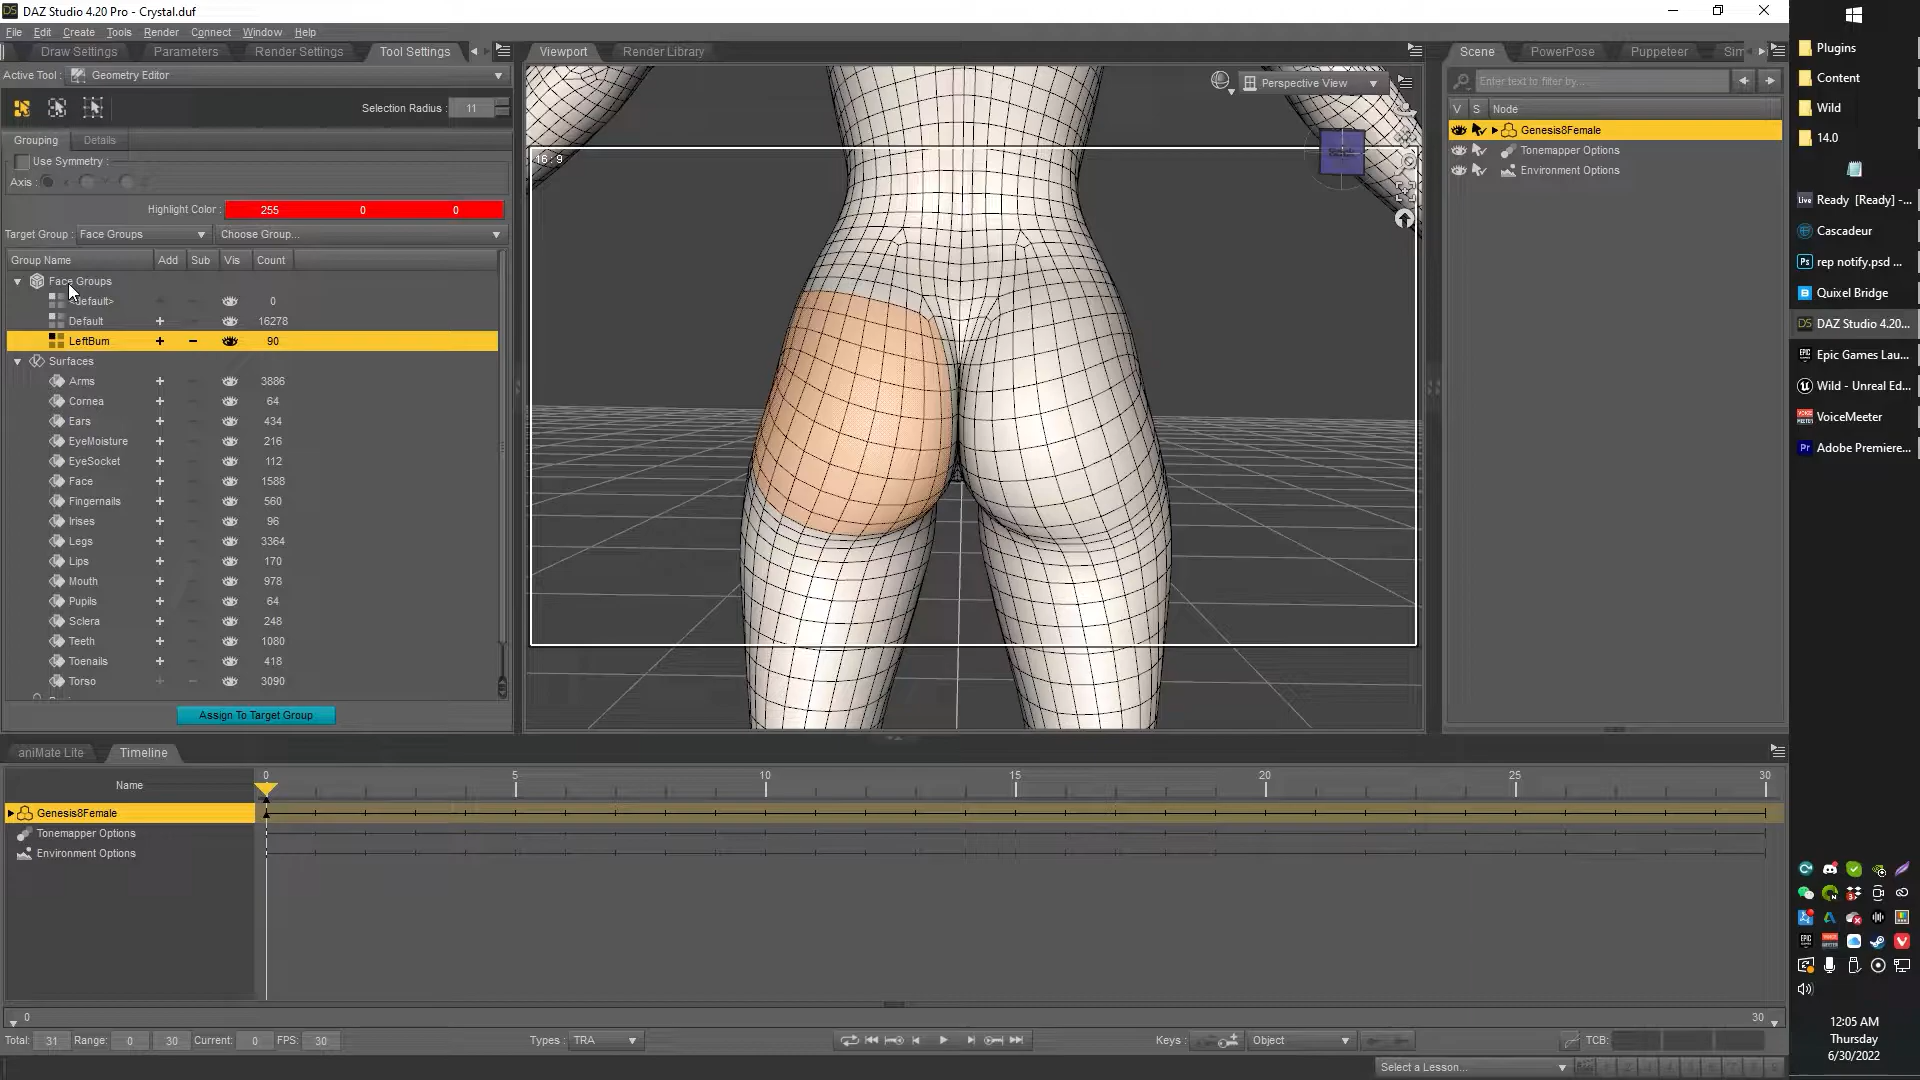 DAZ Studio 4.20 Pro - Crystal.duf
File Edit Create Tools Render Connect Window Help
Draw Settings Parameters Render Settings Tool Settings
Active Tool : Geometry Editor
Selection Radius : 11
Grouping Details
Use Symmetry :
Axis :
Highlight Color : 255 0 0
Target Group : Face Groups Choose Group...
Group Name Add Sub Vis Count
Face Groups
<default> 0
Default + 16278
LeftBum + − 90
Surfaces
Arms + 3886
Cornea + 64
Ears + 434
EyeMoisture + 216
EyeSocket + 112
Face + 1588
Fingernails + 560
Irises + 96
Legs + 3364
Lips + 170
Mouth + 978
Pupils + 64
Sclera + 248
Teeth + 1080
Toenails + 418
Torso + − 3090
Assign To Target Group
Viewport Render Library
Perspective View
16 : 9
Scene PowerPose Puppeteer Sim
Enter text to filter by...
V S Node
Genesis8Female
Tonemapper Options
Environment Options
aniMate Lite Timeline
Name
0 5 10 15 20 25 30
Genesis8Female
Tonemapper Options
Environment Options
0 30
Total: 31 Range: 0 30 Current: 0 FPS: 30 Types : TRA Keys : Object TCB:
Select a Lesson...
Plugins
Content
Wild
14.0
Live Ready [Ready] -...
Cascadeur
Ps rep notify.psd ...
B Quixel Bridge
DS DAZ Studio 4.20...
EPIC Epic Games Lau...
Wild - Unreal Ed...
VoiceMeeter
Pr Adobe Premiere...
12:05 AM
Thursday
6/30/2022